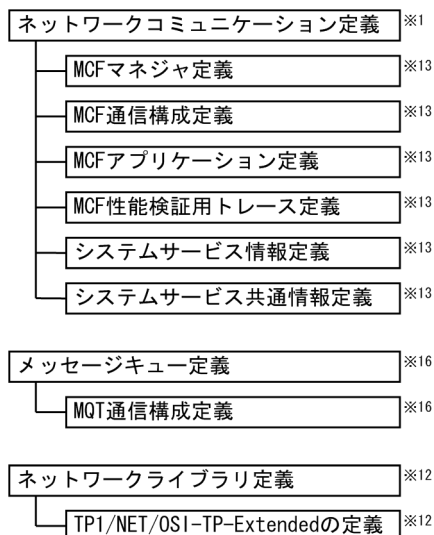 ネットワークコミュニケーション定義 ※1
MCFマネジャ定義 ※13
MCF通信構成定義 ※13
MCFアプリケーション定義 ※13
MCF性能検証用トレース定義 ※13
システムサービス情報定義 ※13
システムサービス共通情報定義 ※13
メッセージキュー定義 ※16
MQT通信構成定義 ※16
ネットワークライブラリ定義 ※12
TP1/NET/OSI-TP-Extendedの定義 ※12